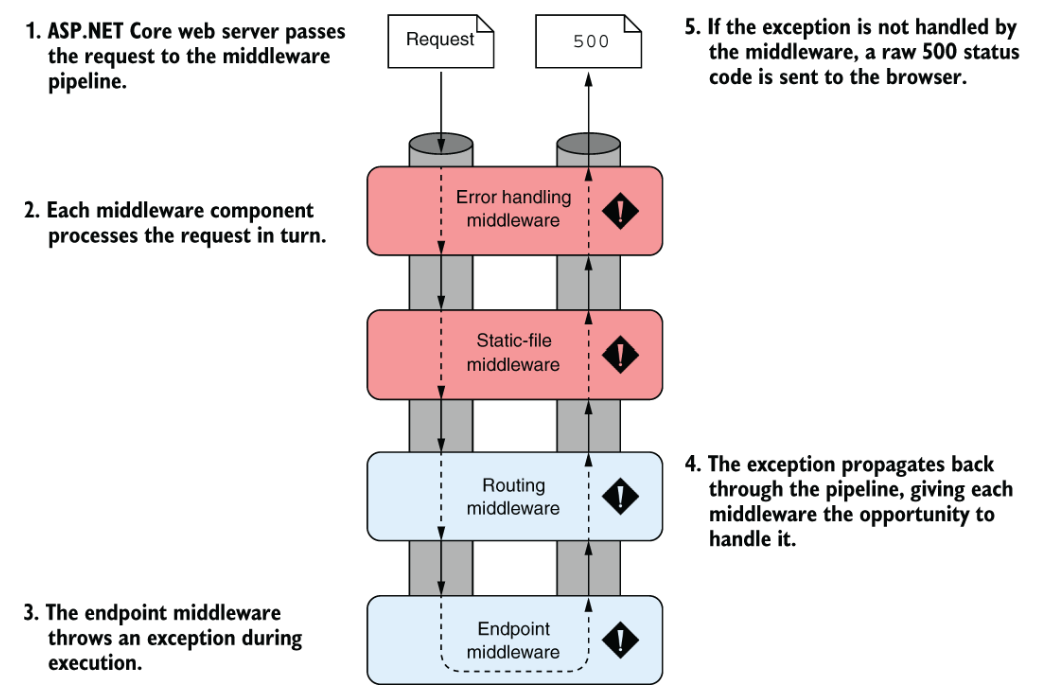 1. ASP.NET Core web server passes
the request to the middleware
pipeline.
Request
500
5. If the exception is not handled by
the middleware, a raw 500 status
code is sent to the browser.
2. Each middleware component
processes the request in turn.
Error handling
middleware
!
Static-file
middleware
!
4. The exception propagates back
through the pipeline, giving each
middleware the opportunity to
handle it.
Routing
middleware
!
3. The endpoint middleware
throws an exception during
execution.
Endpoint
middleware
!